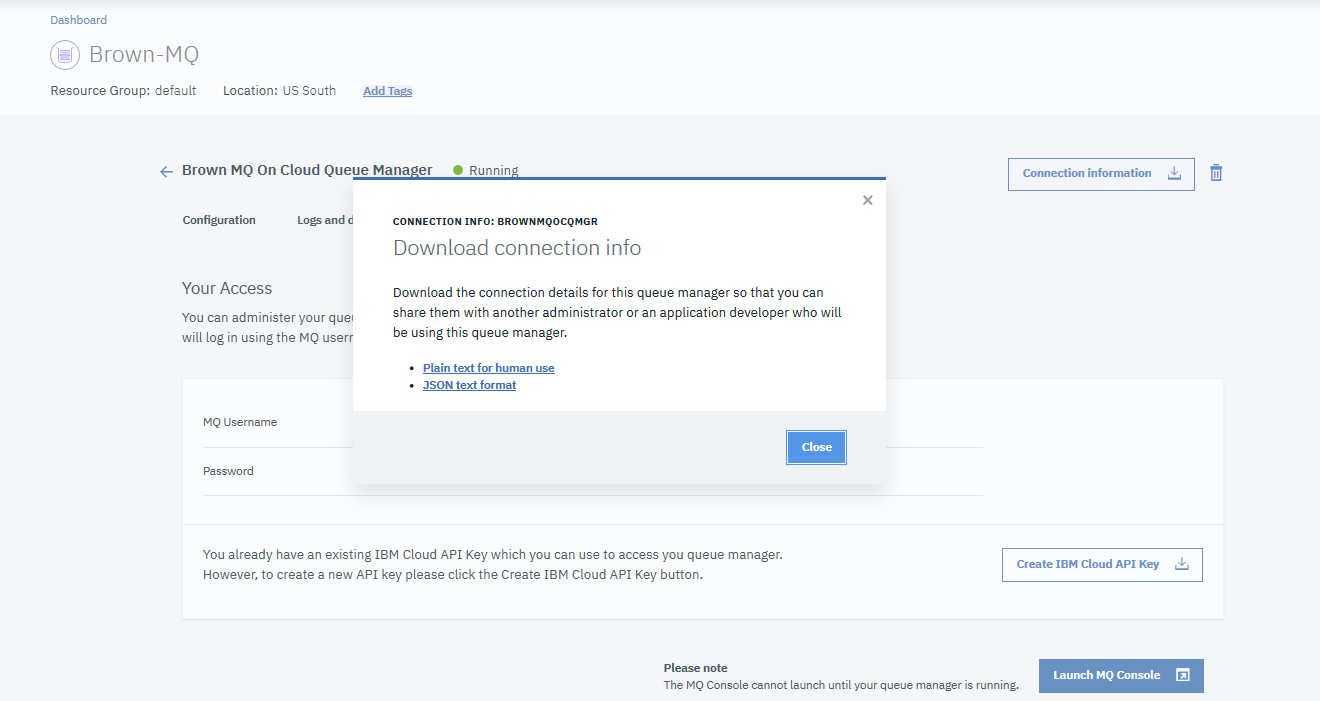 Dashboard
Brown-MQ
Resource Group: default Location: US South Add Tags
Brown MQ On Cloud Queue Manager Running
Connection information
Configuration Logs and d
CONNECTION INFO: BROWNMQOCQMGR
Download connection info
Download the connection details for this queue manager so that you can
share them with another administrator or an application developer who will
be using this queue manager.
Plain text for human use
JSON text format
Close
Your Access
You can administer your queu
will log in using the MQ usern
MQ Username
Password
You already have an existing IBM Cloud API Key which you can use to access you queue manager.
However, to create a new API key please click the Create IBM Cloud API Key button.
Create IBM Cloud API Key
Please note
The MQ Console cannot launch until your queue manager is running.
Launch MQ Console